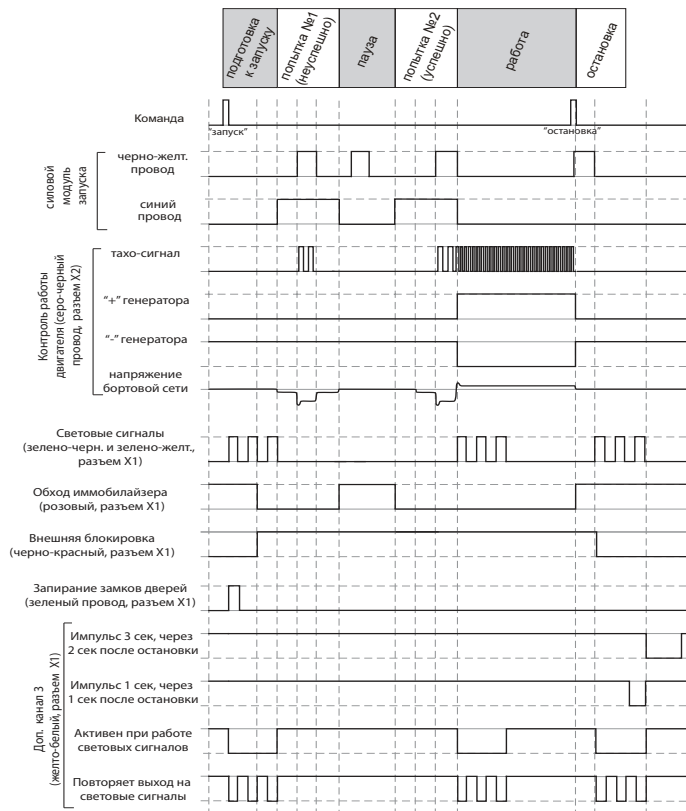 подготовка
к запуску
попытка №1
(неуспешно)
пауза
попытка №2
(успешно)
работа
остановка
Команда
"запуск"
"остановка"
силовой
модуль
запуска
черно-желт.
провод
синий
провод
Контроль работы
двигателя (серо-черный
провод, разъем X2)
тахо-сигнал
“+” генератора
“-” генератора
напряжение
бортовой сети
Световые сигналы
(зелено-черн. и зелено-желт.,
разъем X1)
Обход иммобилайзера
(розовый, разъем X1)
Внешняя блокировка
(черно-красный, разъем X1)
Запирание замков дверей
(зеленый провод, разъем X1)
Доп. канал 3
(желто-белый, разъем X1)
Импульс 3 сек, через
2 сек после остановки
Импульс 1 сек, через
1 сек после остановки
Активен при работе
световых сигналов
Повторяет выход на
световые сигналы